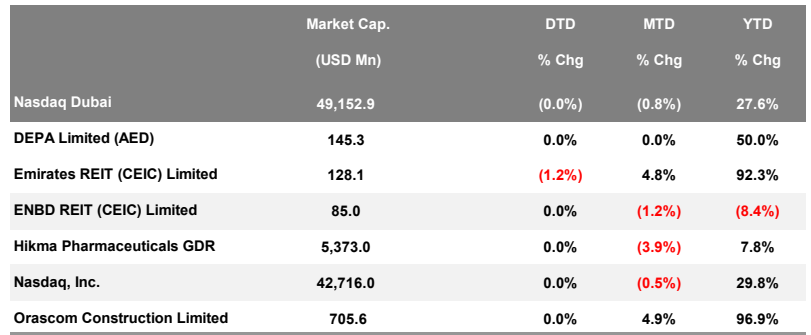 Market Cap. DTD MTD YTD
(USD Mn) % Chg % Chg % Chg
Nasdaq Dubai 49,152.9 (0.0%) (0.8%) 27.6%
DEPA Limited (AED) 145.3 0.0% 0.0% 50.0%
Emirates REIT (CEIC) Limited 128.1 (1.2%) 4.8% 92.3%
ENBD REIT (CEIC) Limited 85.0 0.0% (1.2%) (8.4%)
Hikma Pharmaceuticals GDR 5,373.0 0.0% (3.9%) 7.8%
Nasdaq, Inc. 42,716.0 0.0% (0.5%) 29.8%
Orascom Construction Limited 705.6 0.0% 4.9% 96.9%